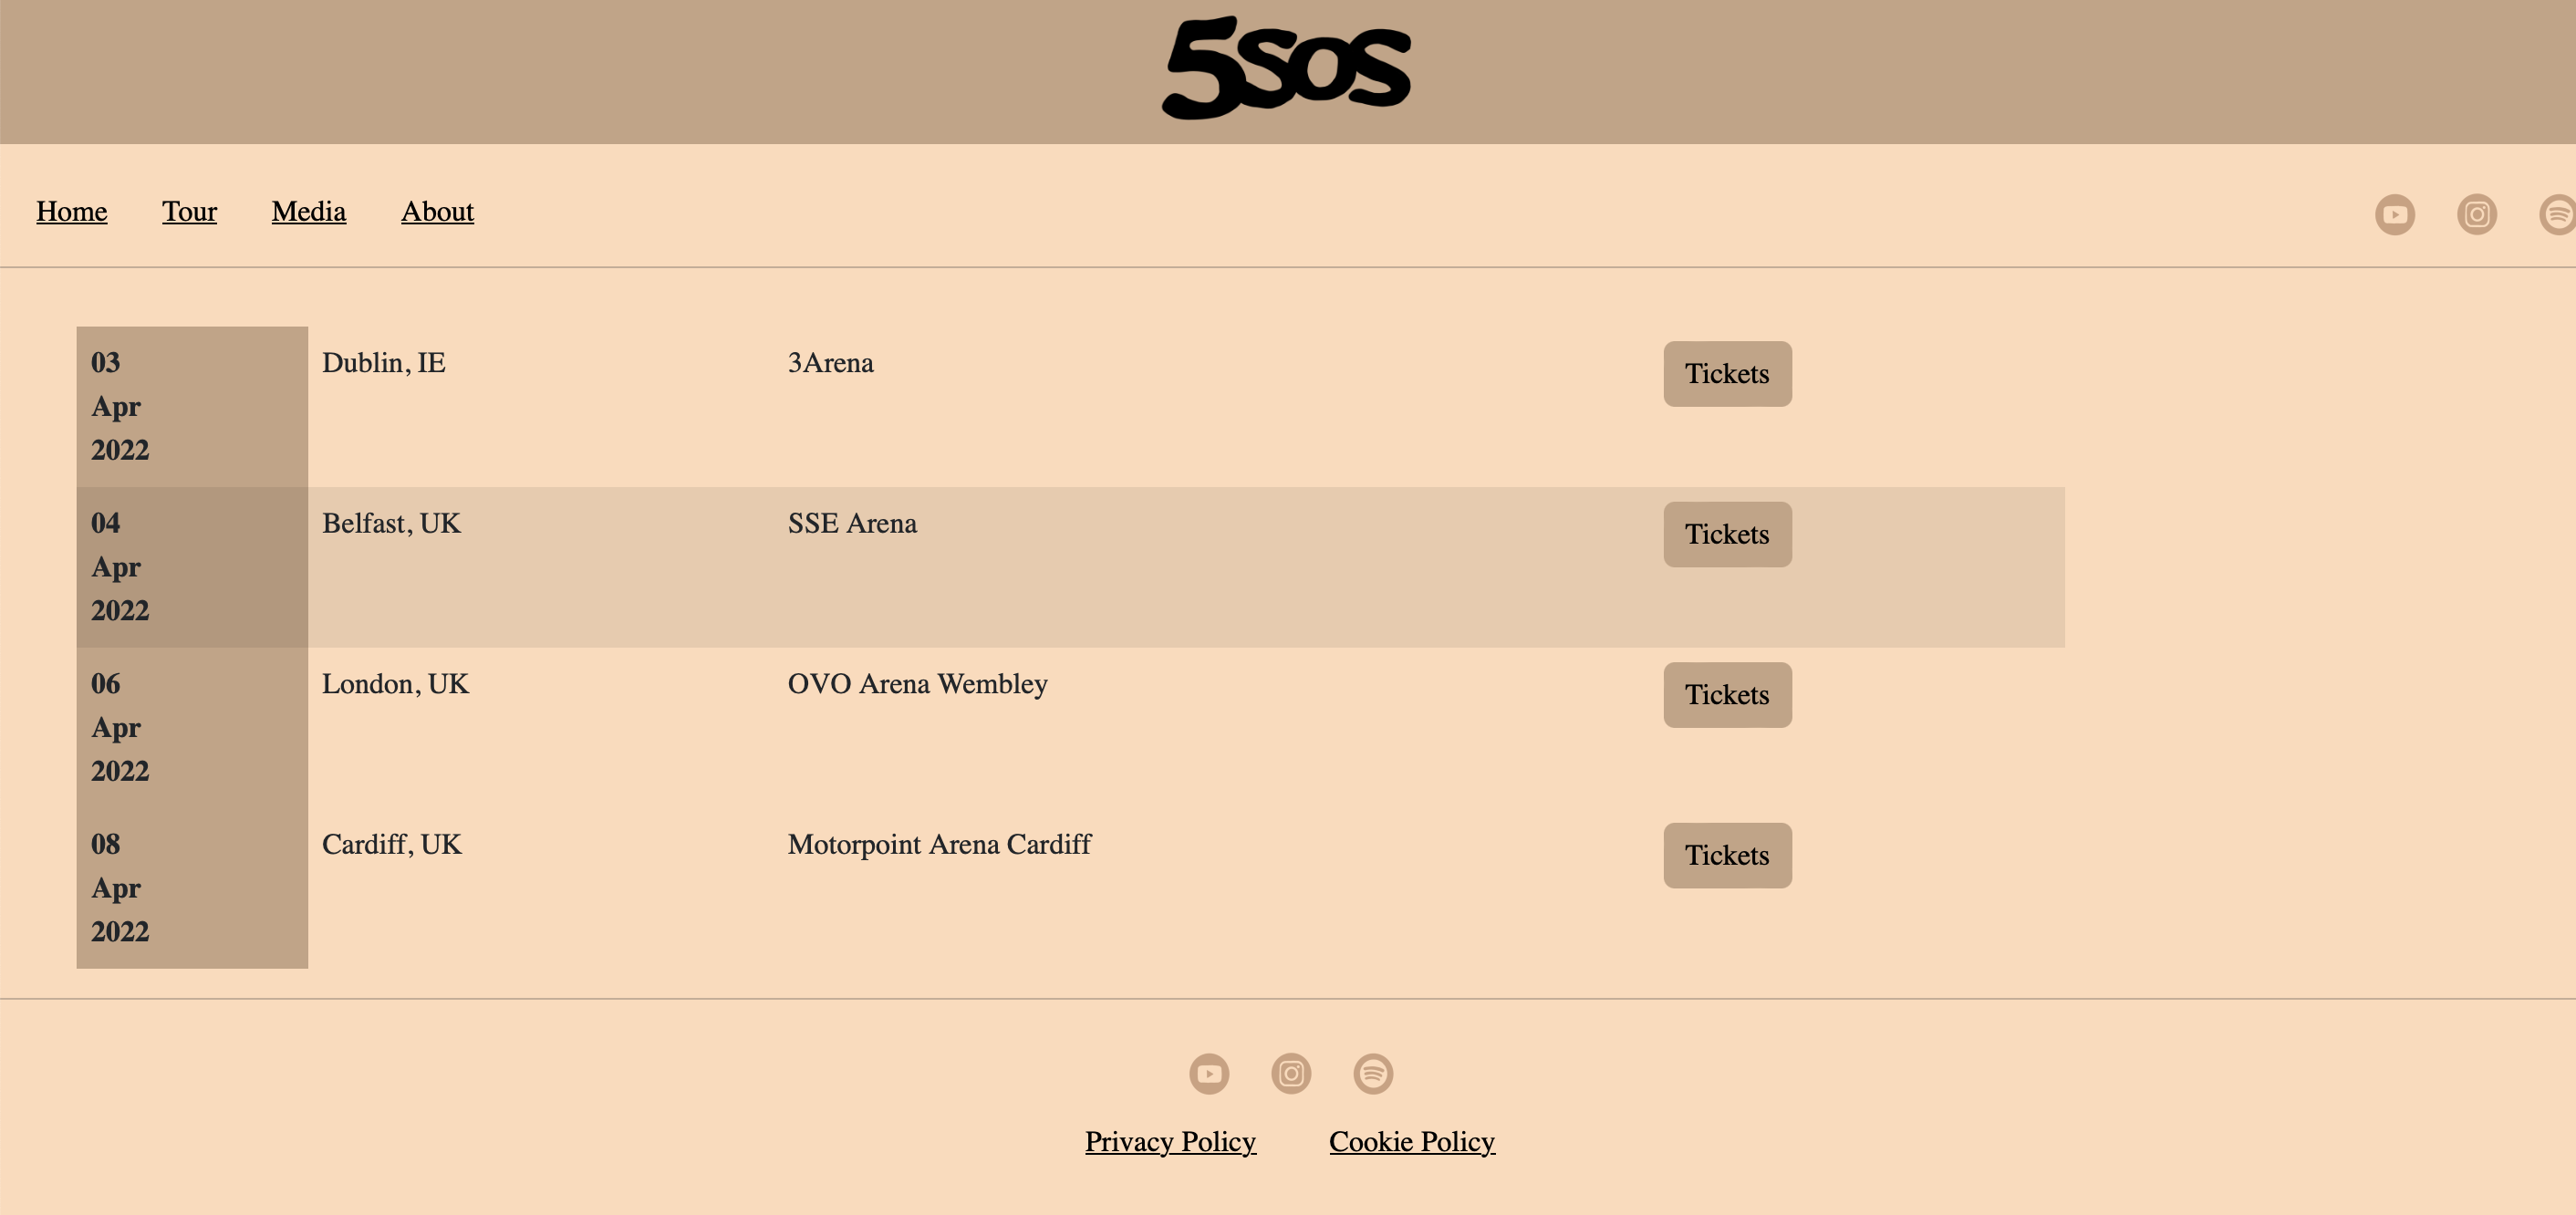 5SOS
Home Tour Media About
03 Dublin, IE 3Arena Tickets
Apr
2022
04 Belfast, UK SSE Arena Tickets
Apr
2022
06 London, UK OVO Arena Wembley Tickets
Apr
2022
08 Cardiff, UK Motorpoint Arena Cardiff Tickets
Apr
2022
Privacy Policy Cookie Policy